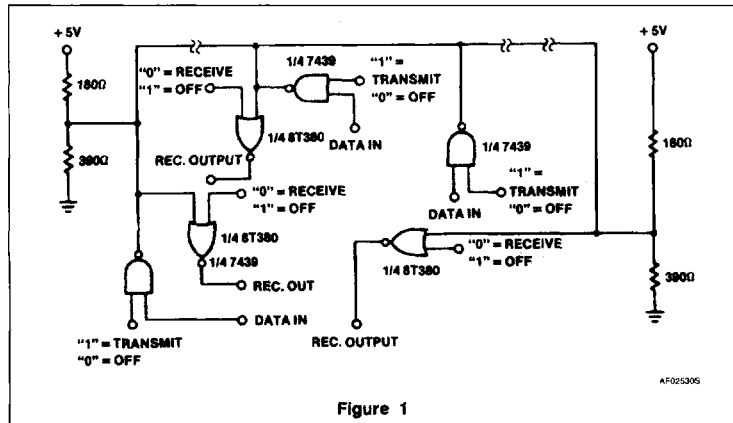 + 5V
180Ω
390Ω
"0" = RECEIVE
"1" = OFF
1/4 8T380
REC. OUTPUT
1/4 7439
"1" =
TRANSMIT
"0" = OFF
DATA IN
"0" = RECEIVE
"1" = OFF
1/4 8T380
1/4 7439
REC. OUT
DATA IN
"1" = TRANSMIT
"0" = OFF
1/4 7439
"1" =
TRANSMIT
"0" = OFF
DATA IN
"0" = RECEIVE
"1" = OFF
1/4 8T380
REC. OUTPUT
+ 5V
180Ω
390Ω
AF02530S
Figure 1